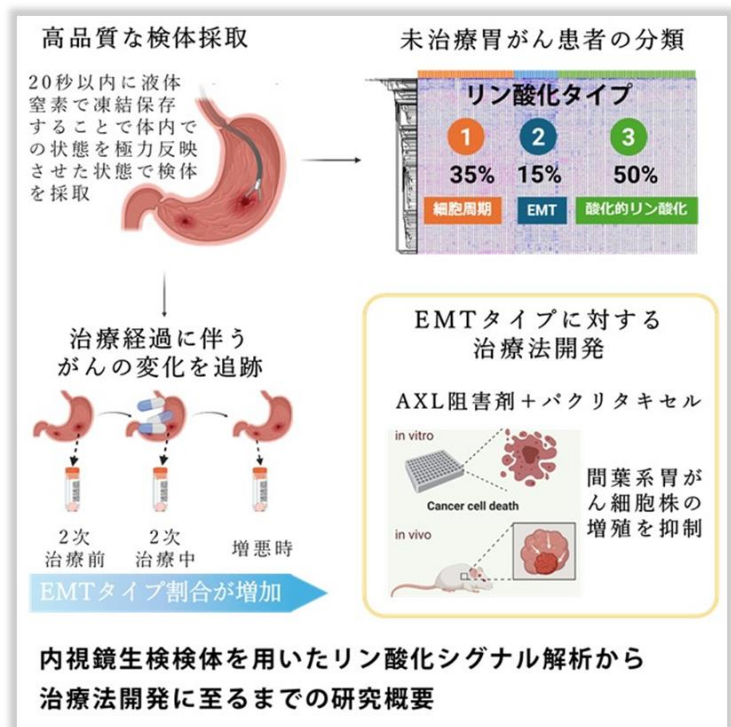 高品質な検体採取
20秒以内に液体
窒素で凍結保存
することで体内で
の状態を極力反映
させた状態で検体
を採取
未治療胃がん患者の分類
リン酸化タイプ
1 2 3
35% 15% 50%
細胞周期 EMT 酸化的リン酸化
治療経過に伴う
がんの変化を追跡
2次
治療前
2次
治療中
増悪時
EMTタイプ割合が増加
EMTタイプに対する
治療法開発
AXL阻害剤＋パクリタキセル
in vitro
Cancer cell death
in vivo
間葉系胃が
ん細胞株の
増殖を抑制
内視鏡生検検体を用いたリン酸化シグナル解析から
治療法開発に至るまでの研究概要